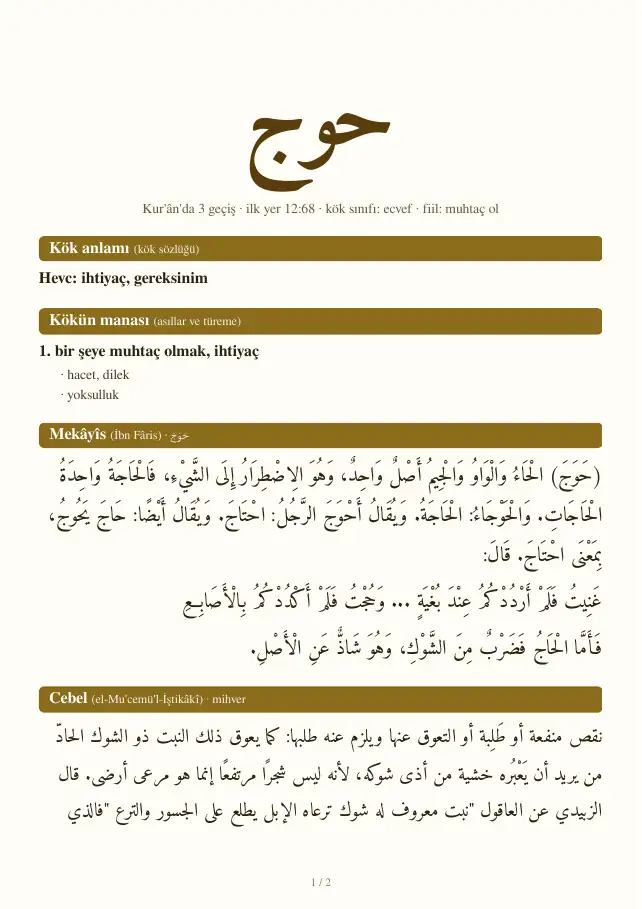 حوج
Kur'ân'da 3 geçiş · ilk yer 12:68 · kök sınıfı: ecvef · fiil: muhtaç ol
Kök anlamı (kök sözlüğü)
Hevc: ihtiyaç, gereksinim
Kökün manası (asıllar ve türeme)
1. bir şeye muhtaç olmak, ihtiyaç
· hacet, dilek
· yoksulluk
Mekâyîs (İbn Fâris) · حَوَجَ
(حَوَجَ) الْحَاءُ وَالْوَاوُ وَالْجِيمُ أَصْلٌ وَاحِدٌ، وَهُوَ الِاضْطِرَارُ إِلَى الشَّيْءِ، فَالْحَاجَةُ وَاحِدَةُ
الْحَاجَاتِ. وَالْحَوْجَاءُ: الْحَاجَةُ. وَيُقَالُ أَحْوَجَ الرَّجُلُ: احْتَاجَ. وَيُقَالُ أَيْضًا: حَاجَ يَحُوجُ،
بِمَعْنَى احْتَاجَ. قَالَ:
غَنِيتُ فَلَمْ أَرْدُدْكُمُ عِنْدَ بُغْيَةٍ ... وَحُجْتُ فَلَمْ أَكْدُدْكُمُ بِالْأَصَابِعِ
فَأَمَّا الْحَاجُ فَضَرْبٌ مِنَ الشَّوْكِ، وَهُوَ شَاذٌّ عَنِ الْأَصْلِ.
Cebel (el-Mu'cemü'l-İştikâkî) · mihver
نقص منفعة أو طَلِبة أو التعوق عنها ويلزم عنه طلبها: كما يعوق ذلك النبت ذو الشوك الحادّ
من يريد أن يَعْبُره خشية من أذى شوكه، لأنه ليس شجرًا مرتفعًا إنما هو مرعى أرضى. قال
الزبيدي عن العاقول "نبت معروف له شوك ترعاه الإبل يطلع على الجسور والترع "فالذي
1 / 2